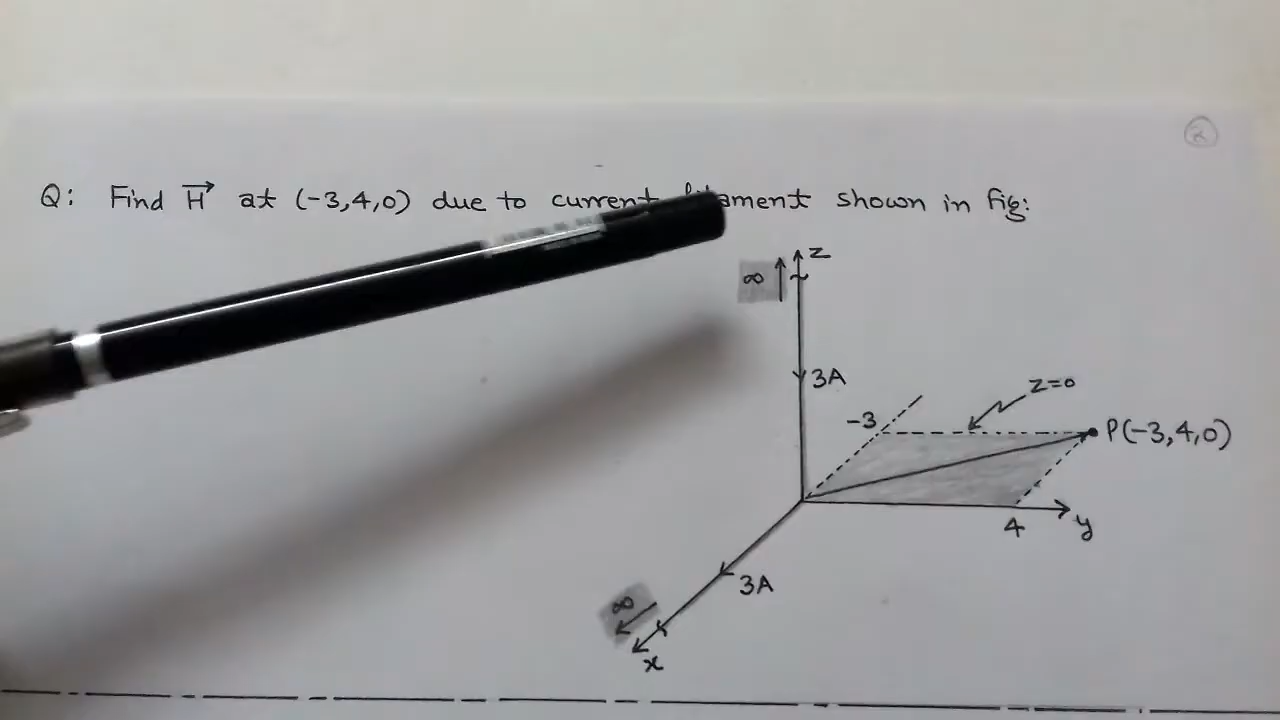 Q: Find H⃗ at (-3,4,0) due to current shown in fig:
∞
z
3A
-3
z=0
P(-3,4,0)
4
y
3A
∞
x